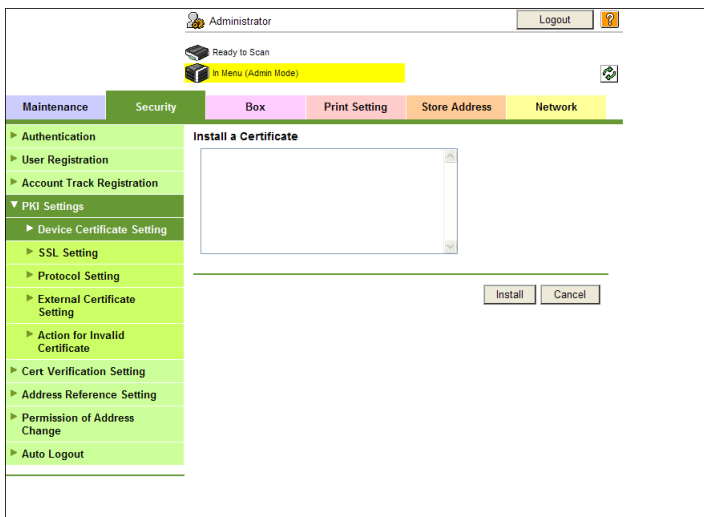 Administrator
Logout
?
Ready to Scan
In Menu (Admin Mode)
Maintenance
Security
Box
Print Setting
Store Address
Network
Authentication
User Registration
Account Track Registration
PKI Settings
Device Certificate Setting
SSL Setting
Protocol Setting
External Certificate
Setting
Action for Invalid
Certificate
Cert Verification Setting
Address Reference Setting
Permission of Address
Change
Auto Logout
Install a Certificate
Install
Cancel